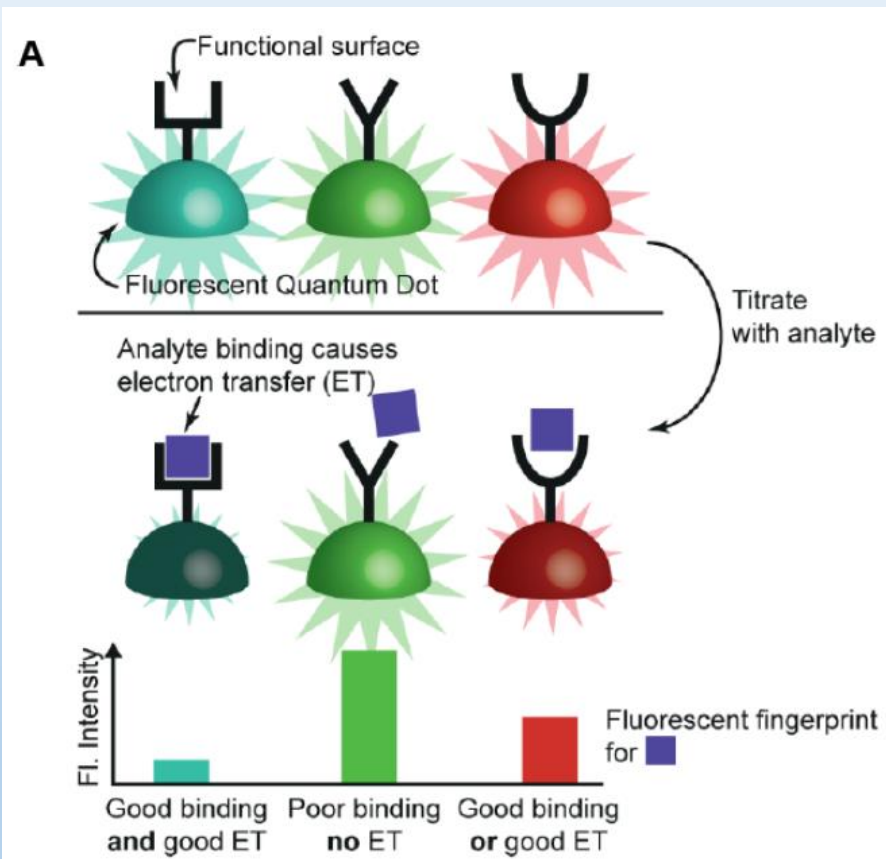 A
Functional surface
Fluorescent Quantum Dot
Titrate
with analyte
Analyte binding causes
electron transfer (ET)
Fl. Intensity
Fluorescent fingerprint
for
Good binding
and good ET
Poor binding
no ET
Good binding
or good ET